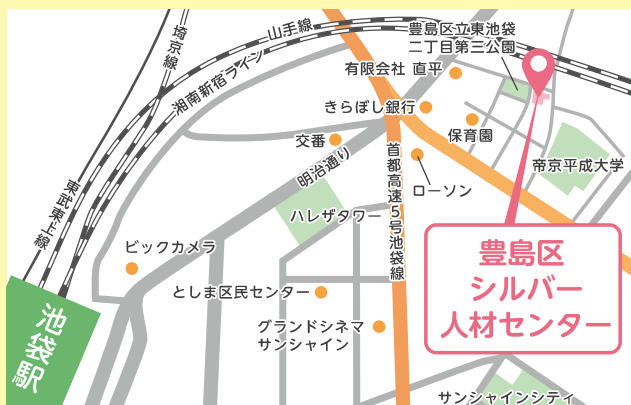 埼京線
山手線
湘南新宿ライン
東武東上線
豊島区立東池袋
二丁目第三公園
有限会社 直平
きらぼし銀行
交番
保育園
明治通り
首都高速5号池袋線
ローソン
帝京平成大学
ハレザタワー
ビックカメラ
としま区民センター
グランドシネマ
サンシャイン
豊島区
シルバー
人材センター
池袋駅
サンシャインシティ